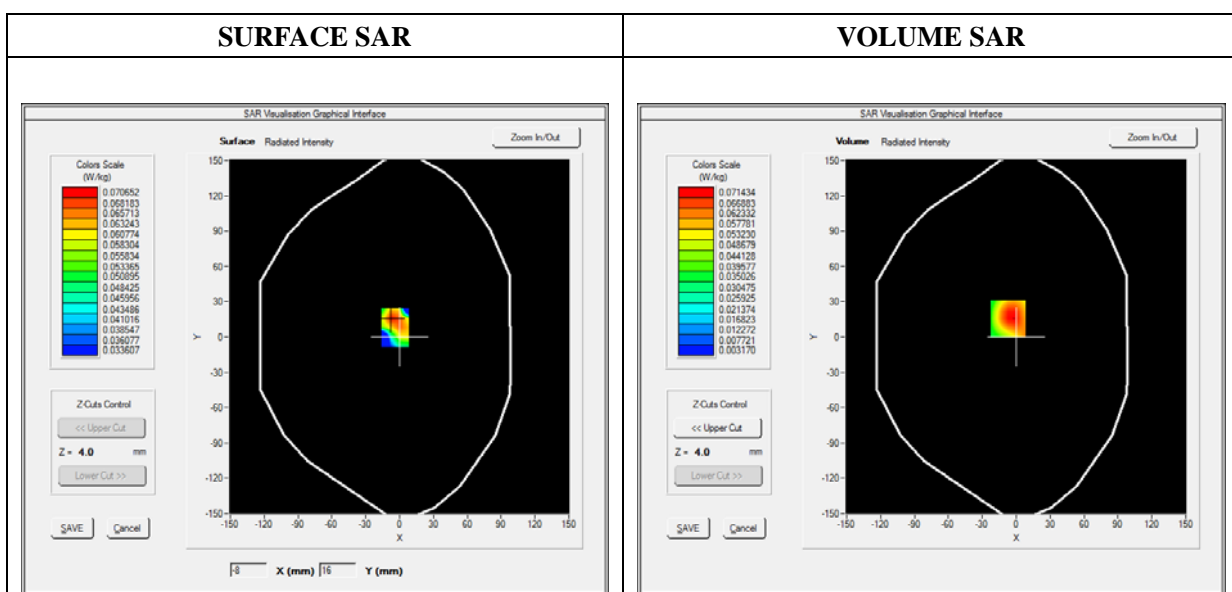 SURFACE SAR
SAR Visualisation Graphical Interface
Surface Radiated Intensity
Zoom In/Out
Colors Scale
(W/kg)
0.070652
0.068183
0.065713
0.063243
0.060774
0.058304
0.055834
0.053365
0.050895
0.048425
0.045956
0.043486
0.041016
0.038547
0.036077
0.033607
Z-Cuts Control
<< Upper Cut
Z = 4.0 mm
Lower Cut >>
SAVE Cancel
150
120
90
60
30
0
-30
-60
-90
-120
-150
Y
-150 -120 -90 -60 -30 0 30 60 90 120 150
X
-8 X (mm) 16 Y (mm)
VOLUME SAR
SAR Visualisation Graphical Interface
Volume Radiated Intensity
Zoom In/Out
Colors Scale
(W/kg)
0.071434
0.066883
0.062332
0.057781
0.053230
0.048679
0.044128
0.039577
0.035026
0.030475
0.025925
0.021374
0.016823
0.012272
0.007721
0.003170
Z-Cuts Control
<< Upper Cut
Z = 4.0 mm
Lower Cut >>
SAVE Cancel
150
120
90
60
30
0
-30
-60
-90
-120
-150
Y
-150 -120 -90 -60 -30 0 30 60 90 120 150
X